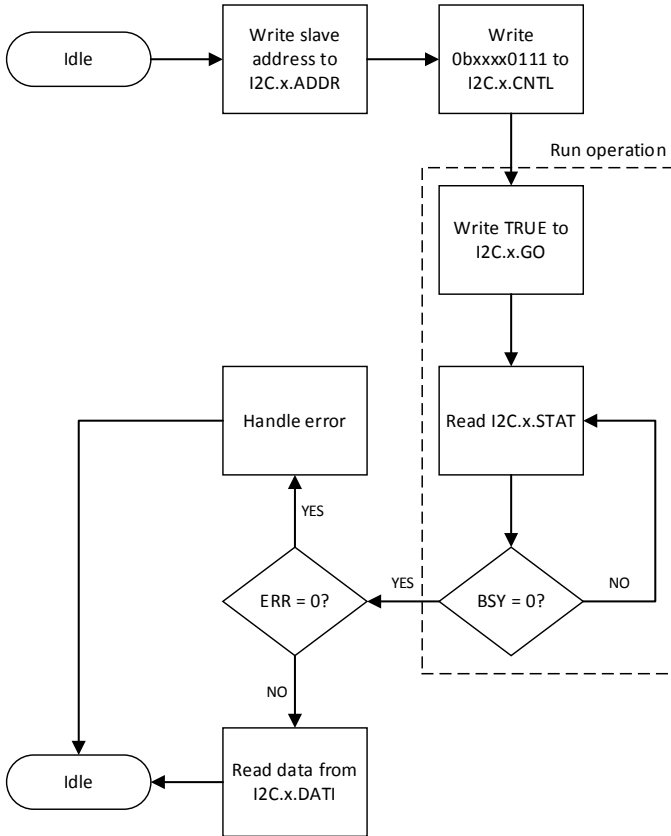 Idle
Write slave
address to
I2C.x.ADDR
Write
0bxxxx0111 to
I2C.x.CNTL
Run operation
Write TRUE to
I2C.x.GO
Handle error
Read I2C.x.STAT
YES
ERR = 0?
YES
BSY = 0?
NO
NO
Idle
Read data from
I2C.x.DATI